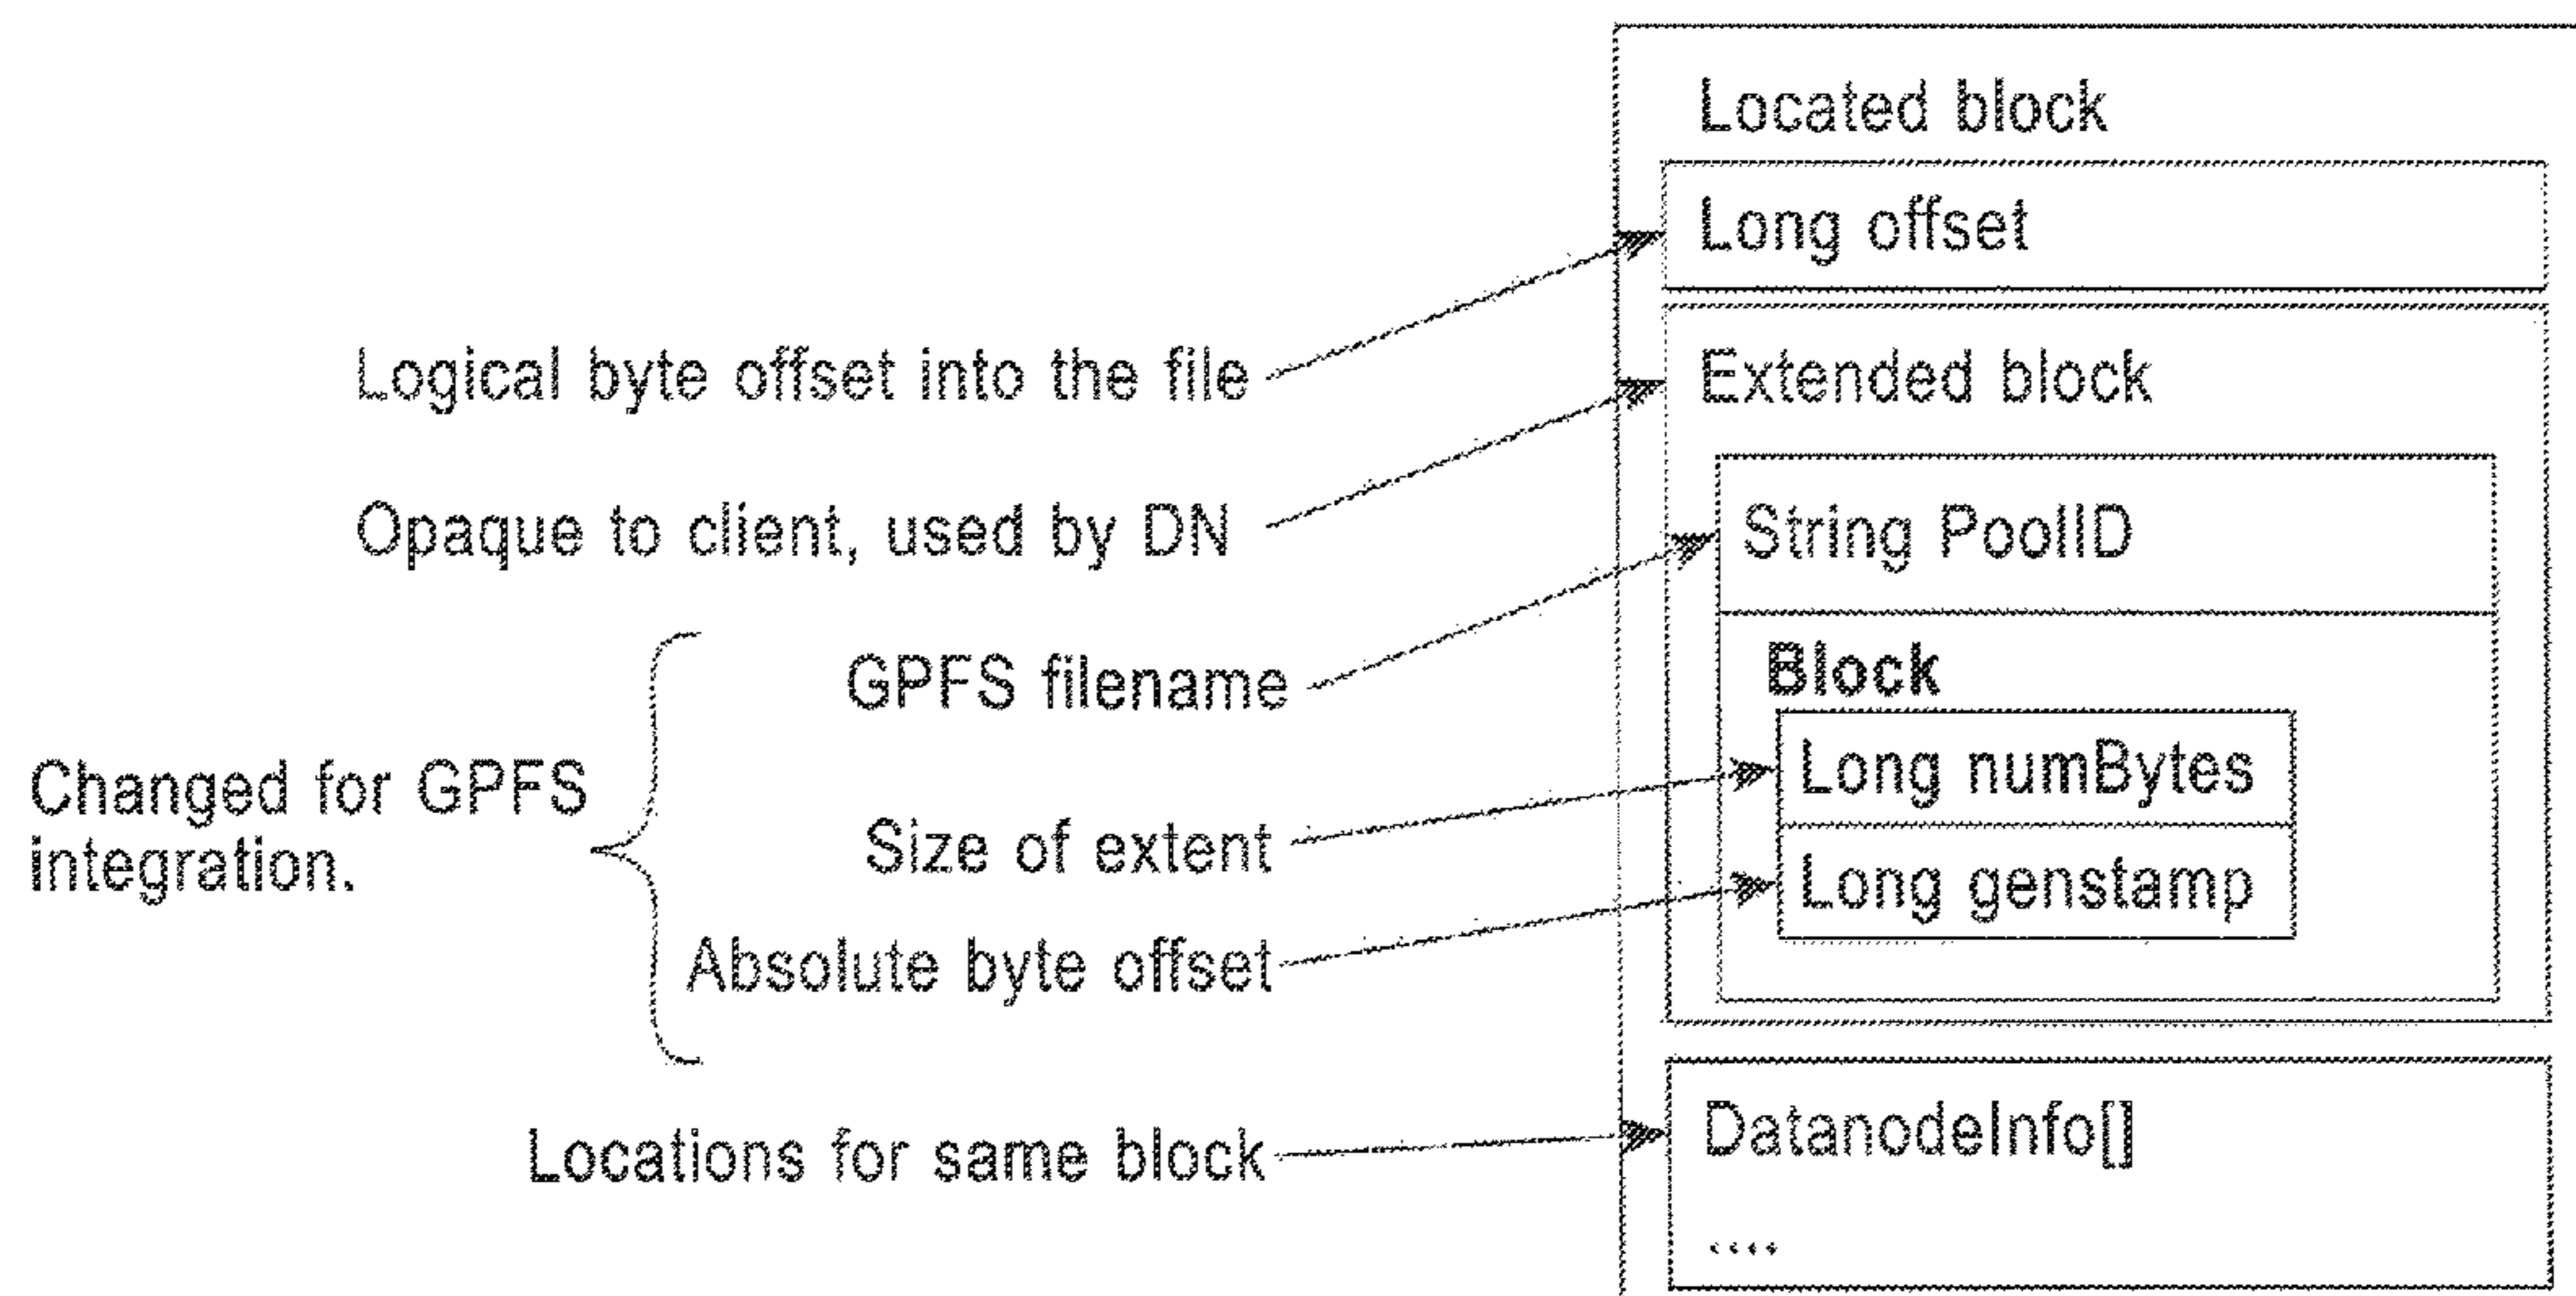 Located block
Long offset
Logical byte offset into the file
Extended block
Opaque to client, used by DN
String PoolID
GPFS filename
Block
Changed for GPFS
integration.
Long numBytes
Size of extent
Long genstamp
Absolute byte offset
Locations for same block
DatanodeInfo[]
....